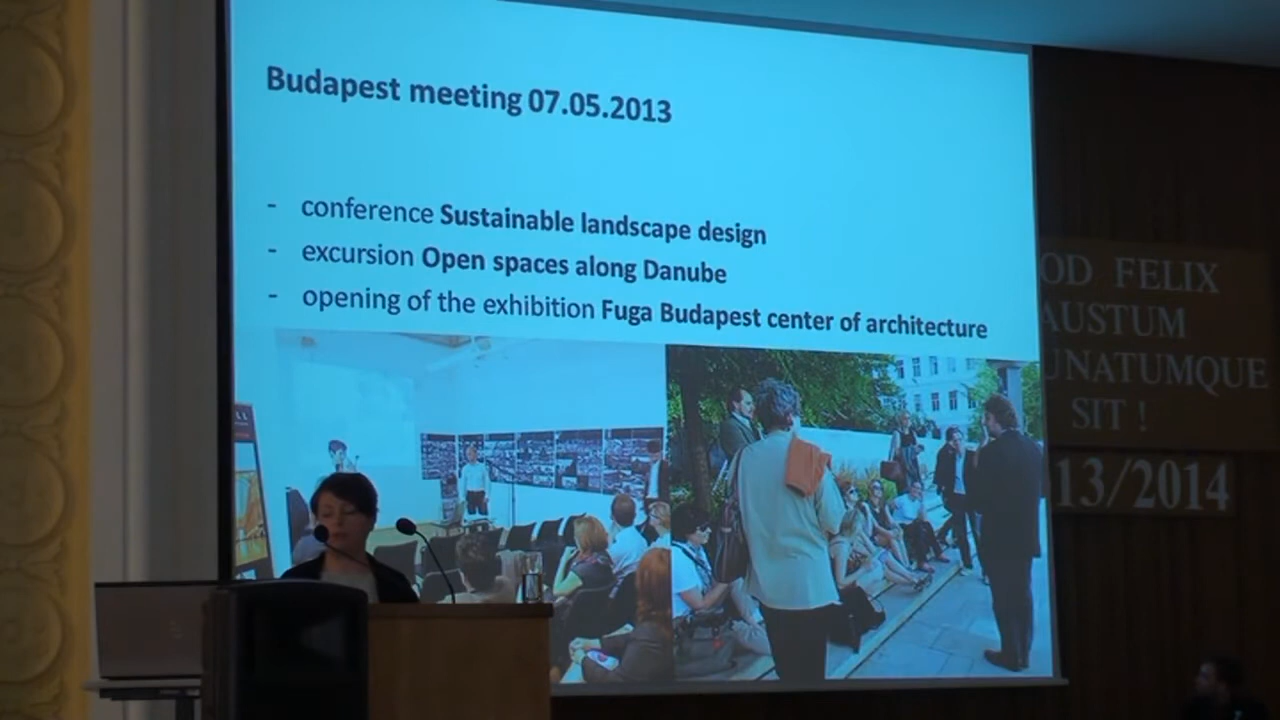 Budapest meeting 07.05.2013
- conference Sustainable landscape design
- excursion Open spaces along Danube
- opening of the exhibition Fuga Budapest center of architecture
OD FELIX
AUSTUM
UNATUMQUE
SIT !
13/2014